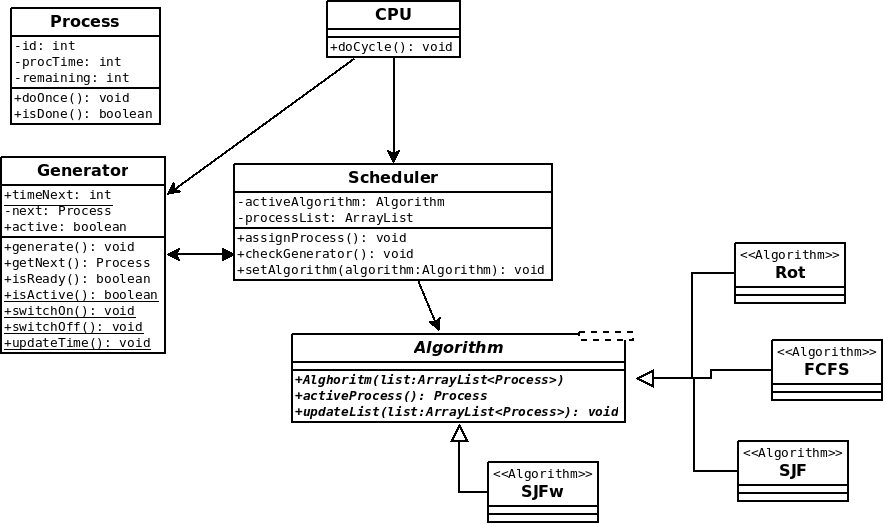 Process
-id: int
-procTime: int
-remaining: int
+doOnce(): void
+isDone(): boolean
CPU
+doCycle(): void
Generator
+timeNext: int
-next: Process
+active: boolean
+generate(): void
+getNext(): Process
+isReady(): boolean
+isActive(): boolean
+switchOn(): void
+switchOff(): void
+updateTime(): void
Scheduler
-activeAlgorithm: Algorithm
-processList: ArrayList
+assignProcess(): void
+checkGenerator(): void
+setAlgorithm(algorithm:Algorithm): void
Algorithm
+Alghoritm(list:ArrayList<Process>)
+activeProcess(): Process
+updateList(list:ArrayList<Process>): void
<<Algorithm>>
Rot
<<Algorithm>>
FCFS
<<Algorithm>>
SJF
<<Algorithm>>
SJFw